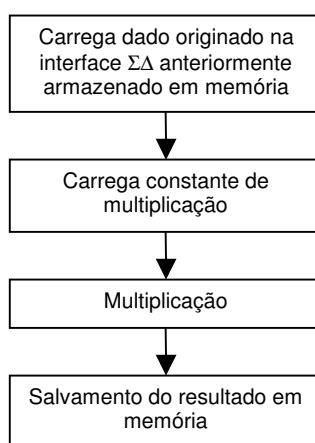 Carrega dado originado na
interface ΣΔ anteriormente
armazenado em memória
Carrega constante de
multiplicação
Multiplicação
Salvamento do resultado em
memória